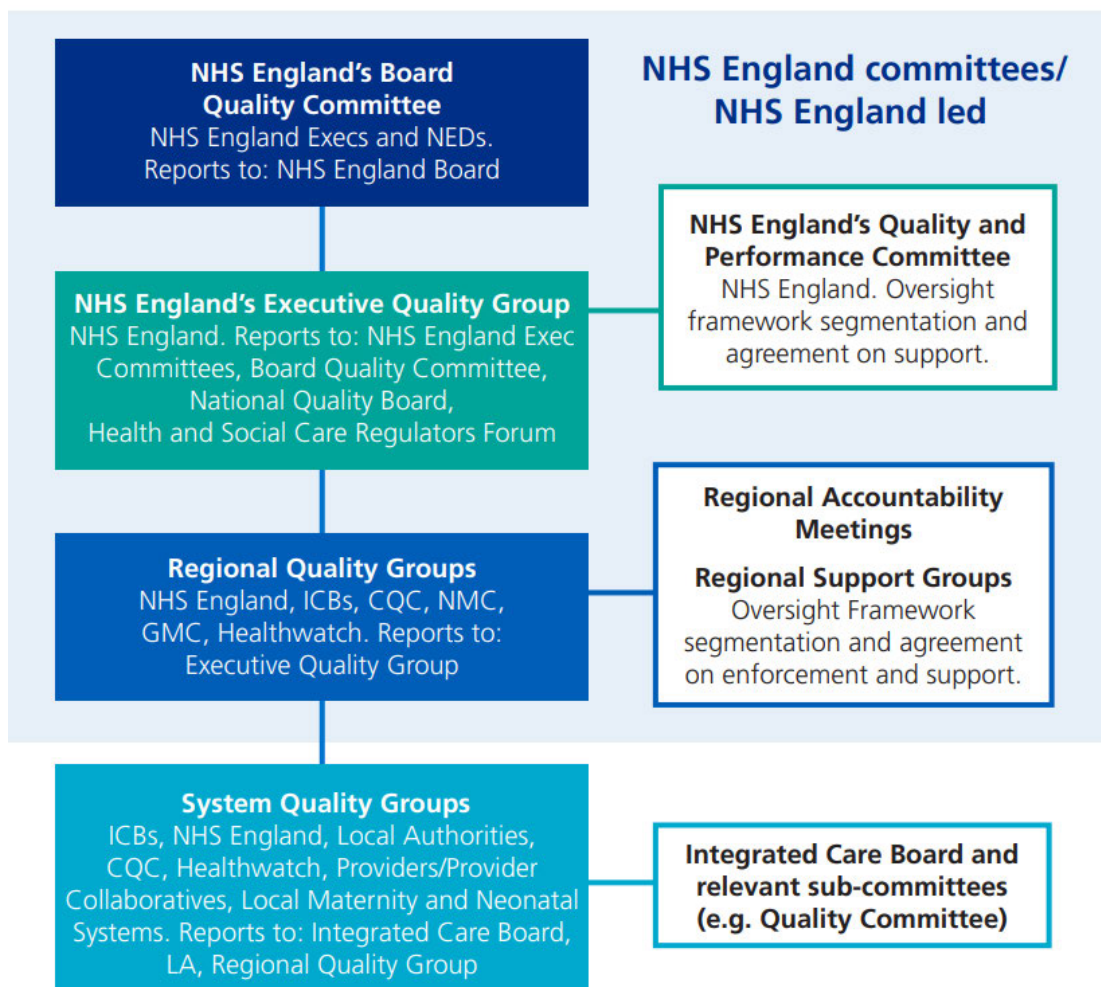 NHS England committees/
NHS England led
NHS England’s Board
Quality Committee
NHS England Execs and NEDs.
Reports to: NHS England Board
NHS England’s Quality and
Performance Committee
NHS England. Oversight
framework segmentation and
agreement on support.
NHS England’s Executive Quality Group
NHS England. Reports to: NHS England Exec
Committees, Board Quality Committee,
National Quality Board,
Health and Social Care Regulators Forum
Regional Accountability
Meetings
Regional Support Groups
Oversight Framework
segmentation and agreement
on enforcement and support.
Regional Quality Groups
NHS England, ICBs, CQC, NMC,
GMC, Healthwatch. Reports to:
Executive Quality Group
System Quality Groups
ICBs, NHS England, Local Authorities,
CQC, Healthwatch, Providers/Provider
Collaboratives, Local Maternity and Neonatal
Systems. Reports to: Integrated Care Board,
LA, Regional Quality Group
Integrated Care Board and
relevant sub-committees
(e.g. Quality Committee)